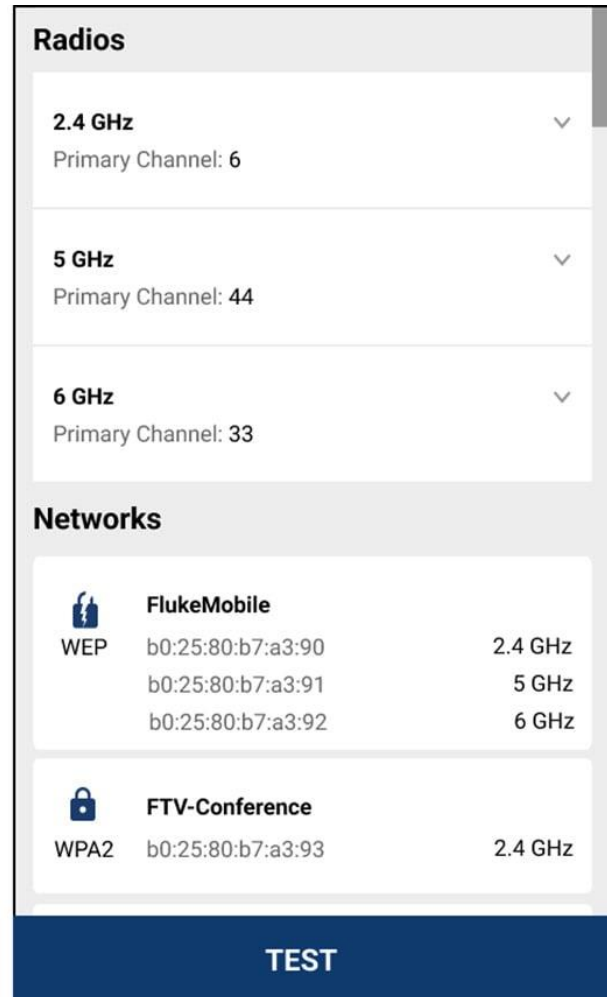 Radios
2.4 GHz
Primary Channel: 6
5 GHz
Primary Channel: 44
6 GHz
Primary Channel: 33
Networks
FlukeMobile
WEP b0:25:80:b7:a3:90 2.4 GHz
b0:25:80:b7:a3:91 5 GHz
b0:25:80:b7:a3:92 6 GHz
FTV-Conference
WPA2 b0:25:80:b7:a3:93 2.4 GHz
TEST